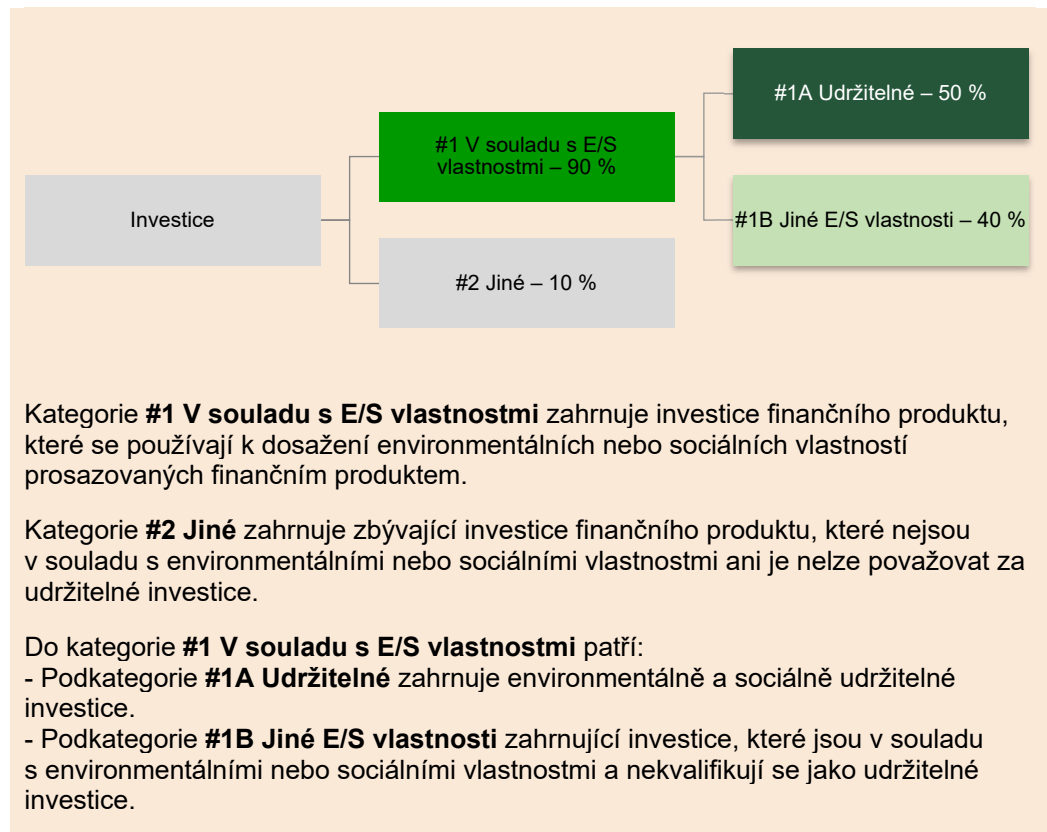 #1A Udržitelné – 50 %
#1 V souladu s E/S
vlastnostmi – 90 %
Investice
#1B Jiné E/S vlastnosti – 40 %
#2 Jiné – 10 %
Kategorie #1 V souladu s E/S vlastnostmi zahrnuje investice finančního produktu,
které se používají k dosažení environmentálních nebo sociálních vlastností
prosazovaných finančním produktem.
Kategorie #2 Jiné zahrnuje zbývající investice finančního produktu, které nejsou
v souladu s environmentálními nebo sociálními vlastnostmi ani je nelze považovat za
udržitelné investice.
Do kategorie #1 V souladu s E/S vlastnostmi patří:
- Podkategorie #1A Udržitelné zahrnuje environmentálně a sociálně udržitelné
investice.
- Podkategorie #1B Jiné E/S vlastnosti zahrnující investice, které jsou v souladu
s environmentálními nebo sociálními vlastnostmi a nekvalifikují se jako udržitelné
investice.